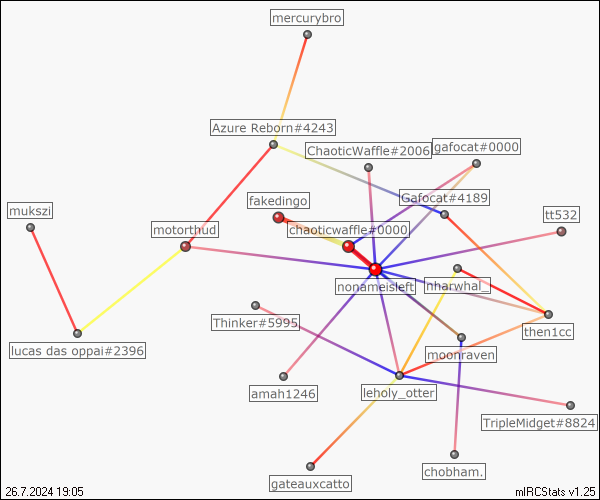 mercurybro
Azure Reborn#4243
ChaoticWaffle#2006
gafocat#0000
fakedingo
Gafocat#4189
mukszi
motorthud
chaoticwaffle#0000
tt532
nonameisleft
nharwhal_
Thinker#5995
then1cc
lucas das oppai#2396
moonraven
amah1246
leholy_otter
TripleMidget#8824
chobham.
gateauxcatto
26.7.2024 19:05
mIRCStats v1.25